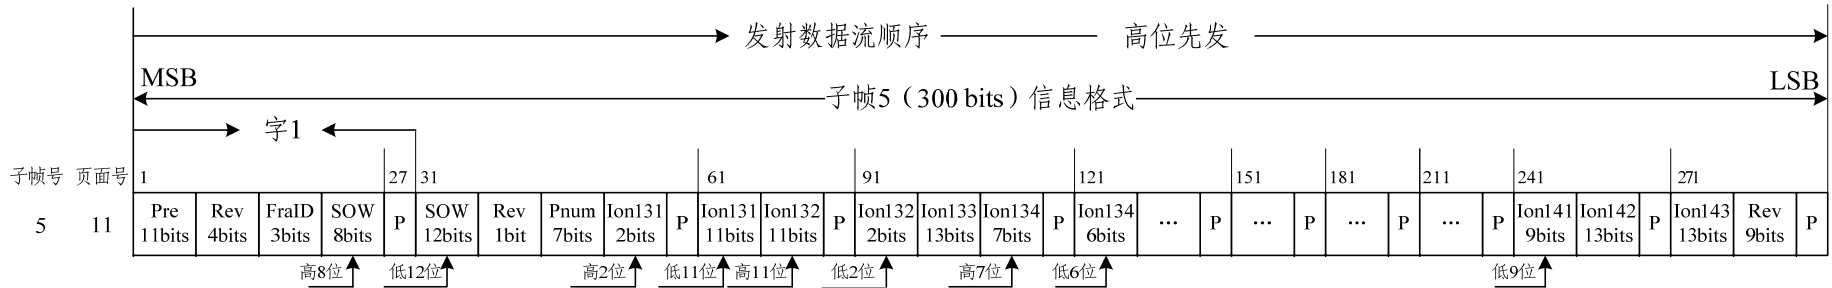 发射数据流顺序 高位先发
MSB LSB
子帧5（300 bits）信息格式
字1
子帧号 页面号 1 27 31 61 91 121 151 181 211 241 271
5 11 Pre 11bits Rev 4bits FraID 3bits SOW 8bits P SOW 12bits Rev 1bit Pnum 7bits Ion131 2bits P Ion131 11bits Ion132 11bits P Ion132 2bits Ion133 13bits Ion134 7bits P Ion134 6bits ... P ... P ... P ... P Ion141 9bits Ion142 13bits P Ion143 13bits Rev 9bits P
高8位 低12位 高2位 低11位 高11位 低2位 高7位 低6位 低9位